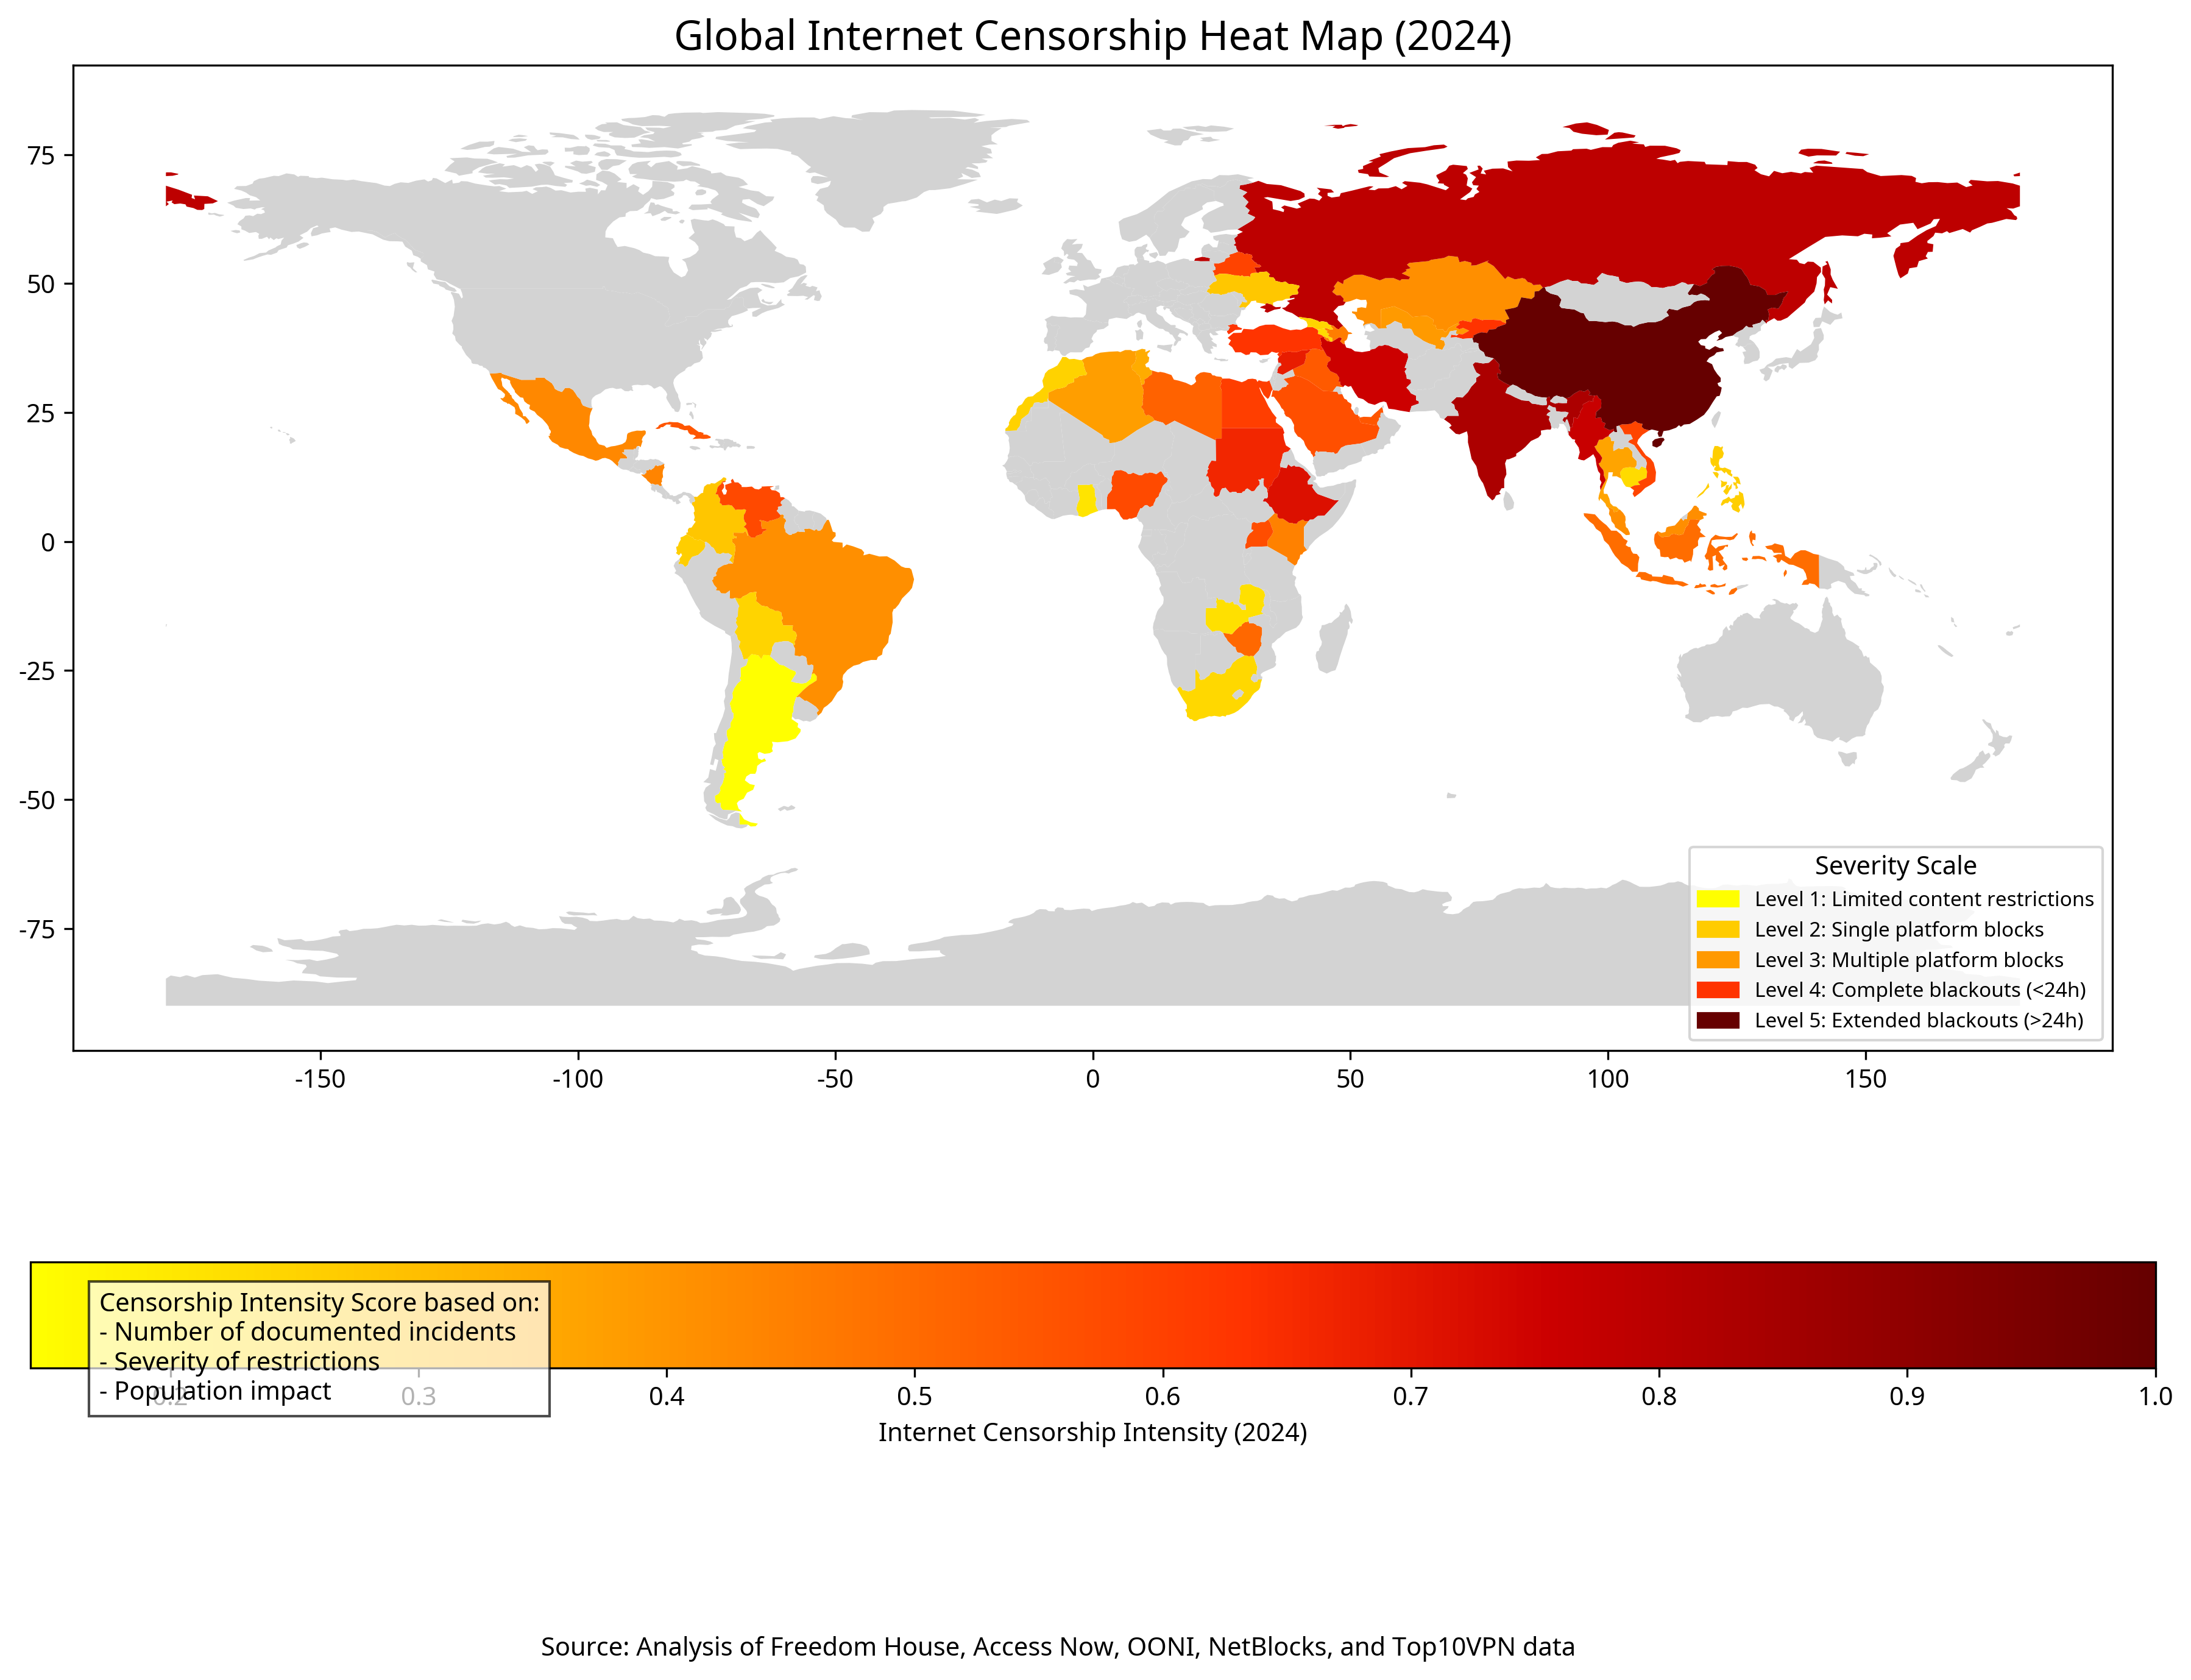 Global Internet Censorship Heat Map (2024)
75
50
25
0
-25
-50
-75
-150
-100
-50
0
50
100
150
Severity Scale
Level 1: Limited content restrictions
Level 2: Single platform blocks
Level 3: Multiple platform blocks
Level 4: Complete blackouts (<24h)
Level 5: Extended blackouts (>24h)
Censorship Intensity Score based on:
- Number of documented incidents
- Severity of restrictions
- Population impact
0.2
0.3
0.4
0.5
0.6
0.7
0.8
0.9
1.0
Internet Censorship Intensity (2024)
Source: Analysis of Freedom House, Access Now, OONI, NetBlocks, and Top10VPN data